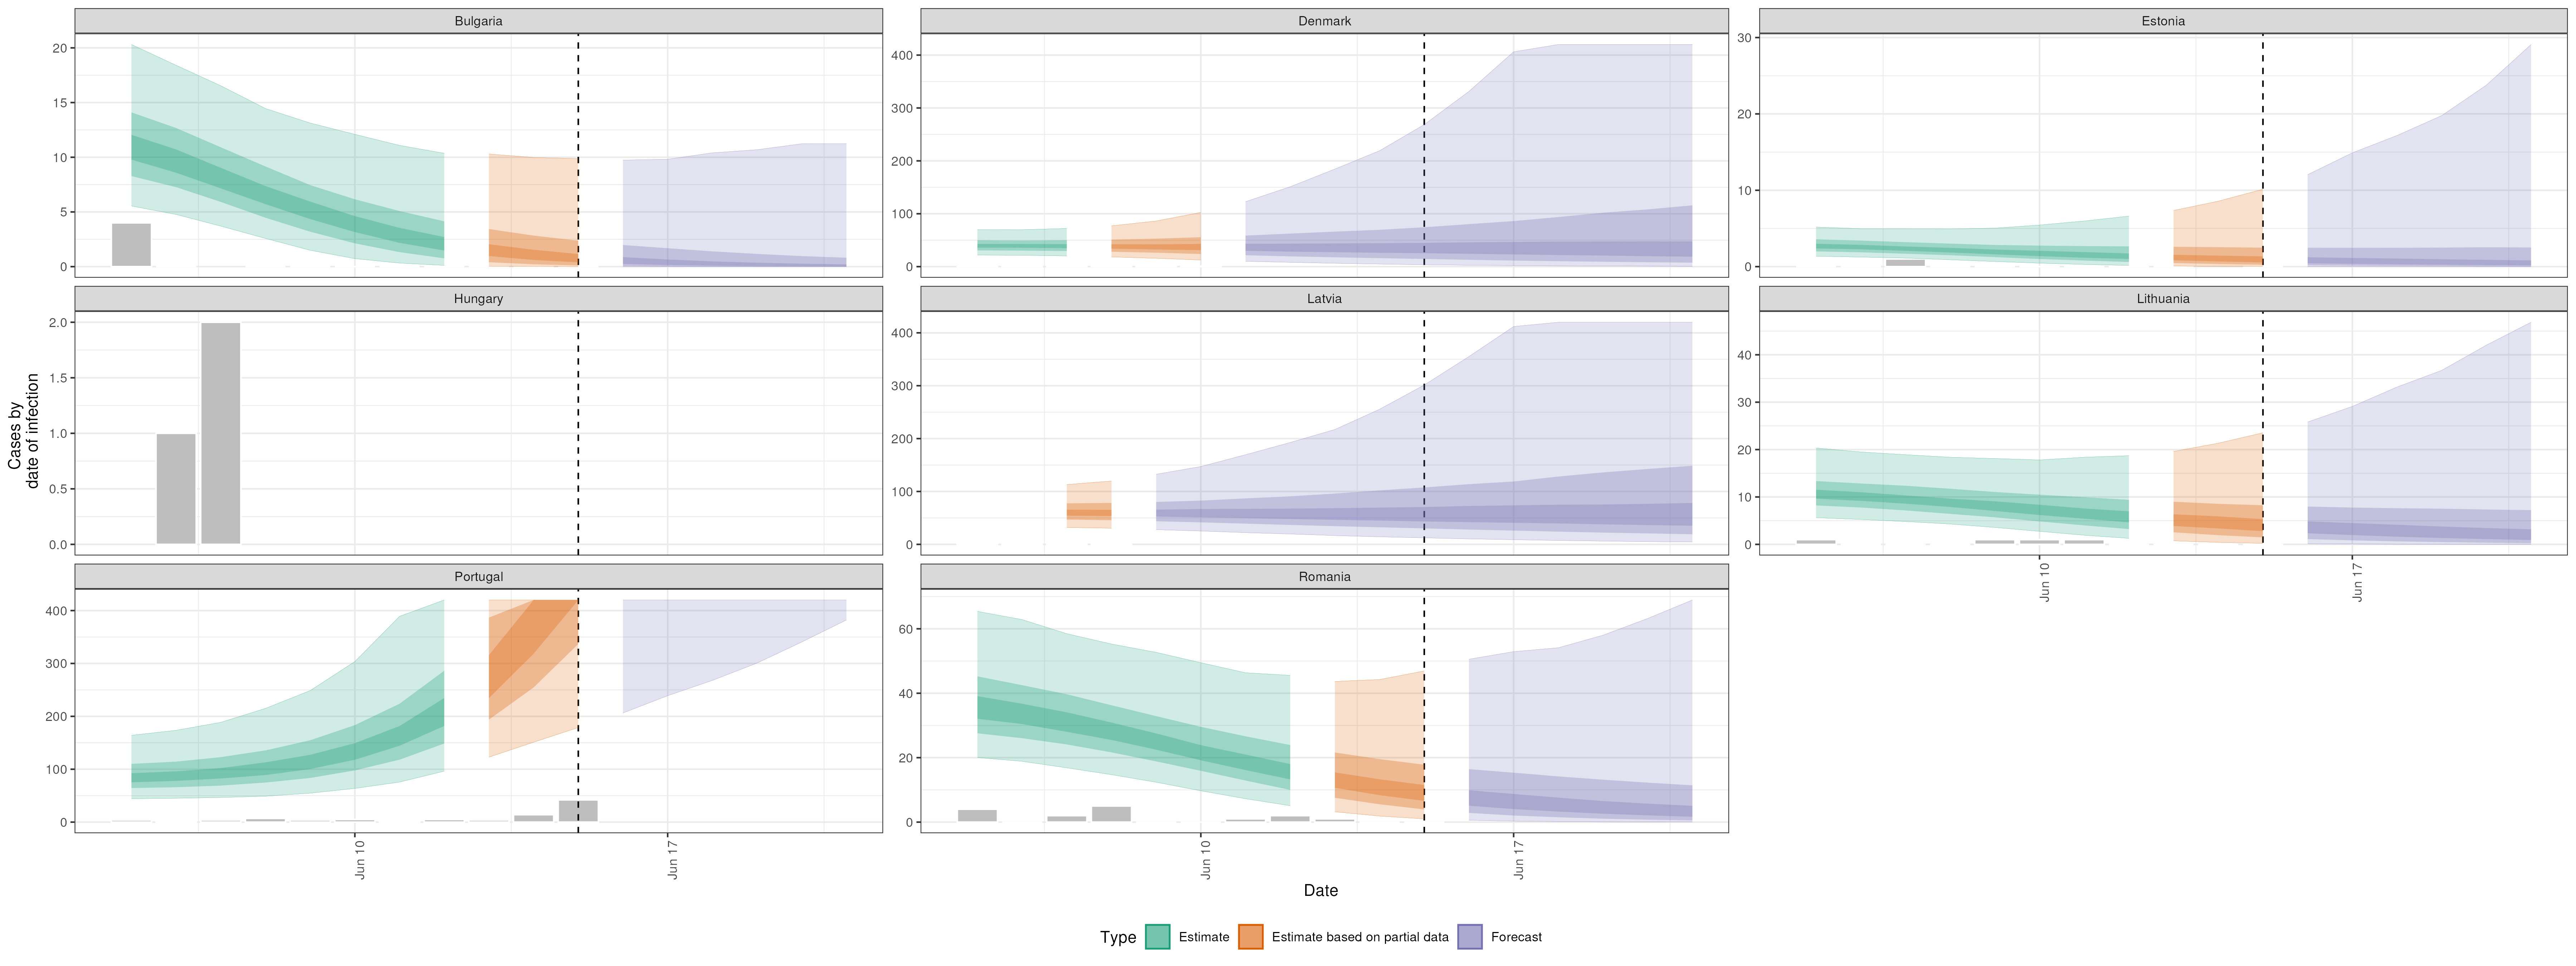 Bulgaria
Denmark
Estonia
20
15
10
5
0
400
300
200
100
0
30
20
10
0
Hungary
Latvia
Lithuania
2.0
1.5
1.0
0.5
0.0
400
300
200
100
0
40
30
20
10
0
Jun 10
Jun 17
Portugal
Romania
400
300
200
100
0
60
40
20
0
Jun 10
Jun 17
Jun 10
Jun 17
Cases by
date of infection
Date
Type
Estimate
Estimate based on partial data
Forecast